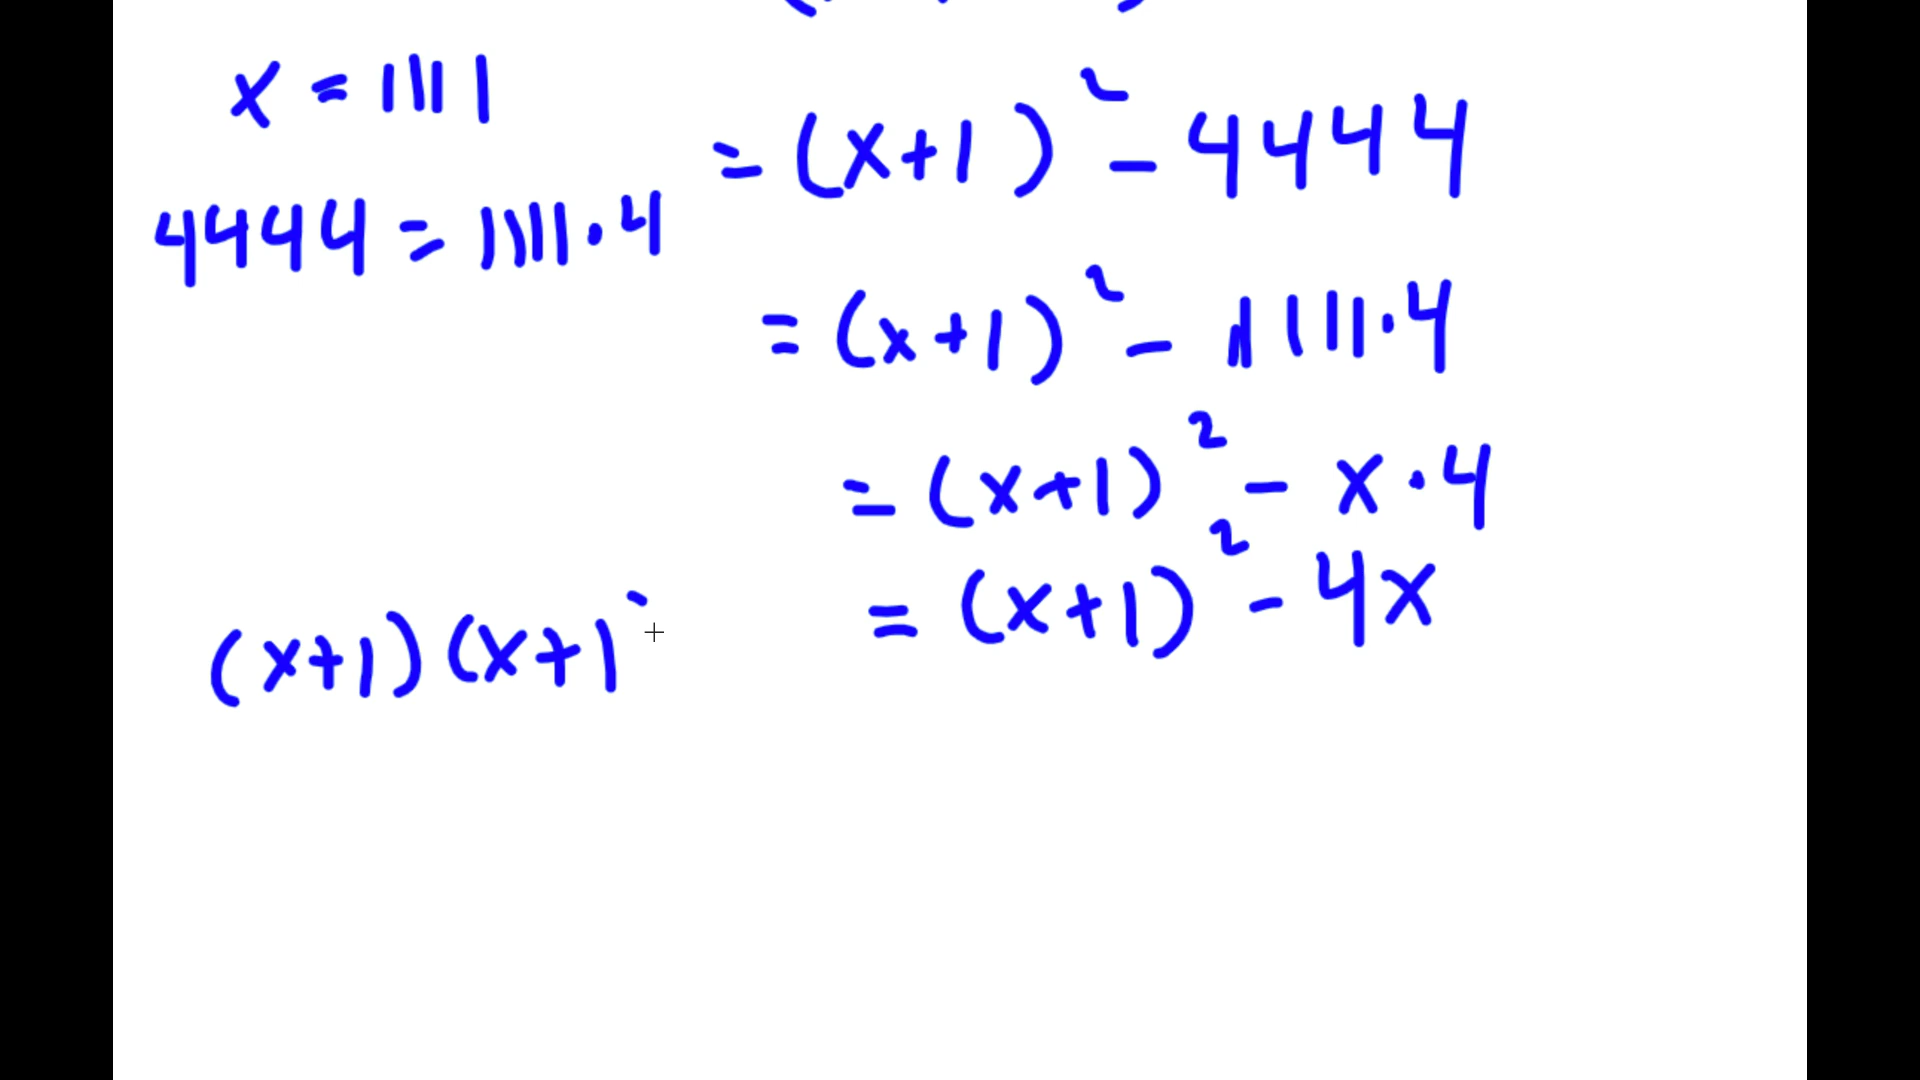 x = 1111
= (x+1)² - 4444
4444 = 1111·4
= (x+1)² - 1111·4
= (x+1)² - x·4
= (x+1)² - 4x
(x+1)(x+1